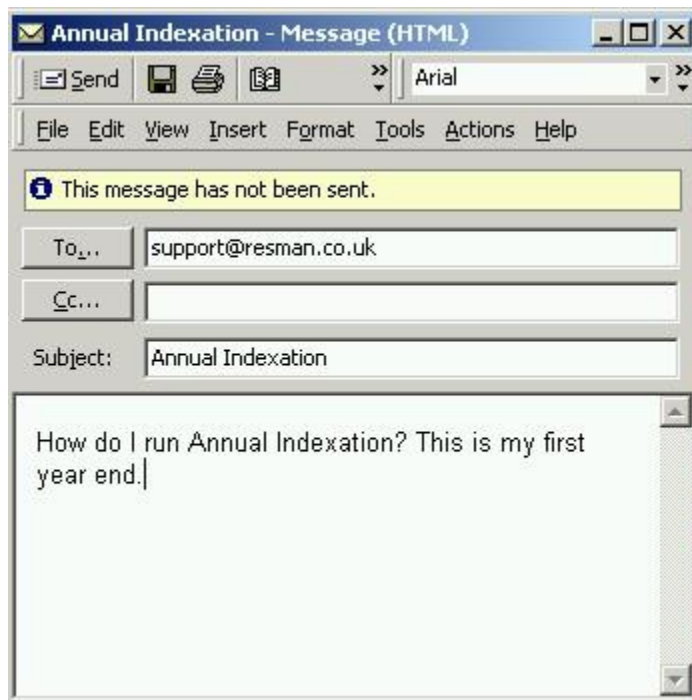 Annual Indexation - Message (HTML)
Send Arial
File Edit View Insert Format Tools Actions Help
This message has not been sent.
To... support@resman.co.uk
Cc...
Subject: Annual Indexation
How do I run Annual Indexation? This is my first
year end.